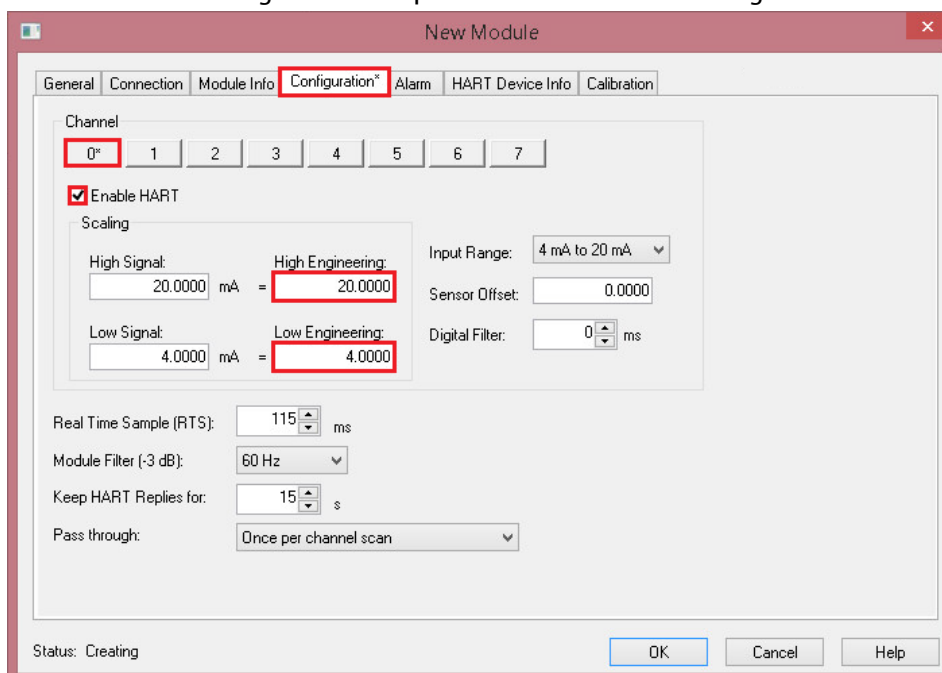 New Module
General Connection Module Info Configuration* Alarm HART Device Info Calibration
Channel
0* 1 2 3 4 5 6 7
Enable HART
Scaling
High Signal: High Engineering:
20.0000 mA = 20.0000
Low Signal: Low Engineering:
4.0000 mA = 4.0000
Input Range: 4 mA to 20 mA
Sensor Offset: 0.0000
Digital Filter: 0 ms
Real Time Sample (RTS): 115 ms
Module Filter (-3 dB): 60 Hz
Keep HART Replies for: 15 s
Pass through: Once per channel scan
Status: Creating
OK Cancel Help